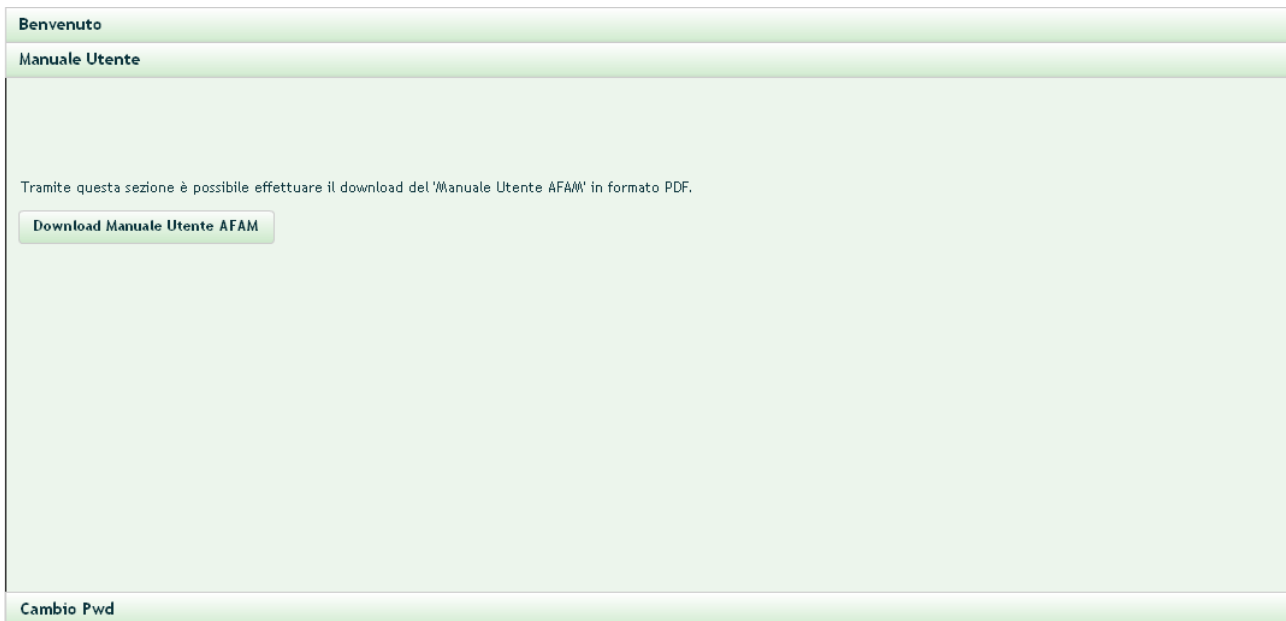 Benvenuto
Manuale Utente
Tramite questa sezione è possibile effettuare il download del 'Manuale Utente AFAM' in formato PDF.
Download Manuale Utente AFAM
Cambio Pwd